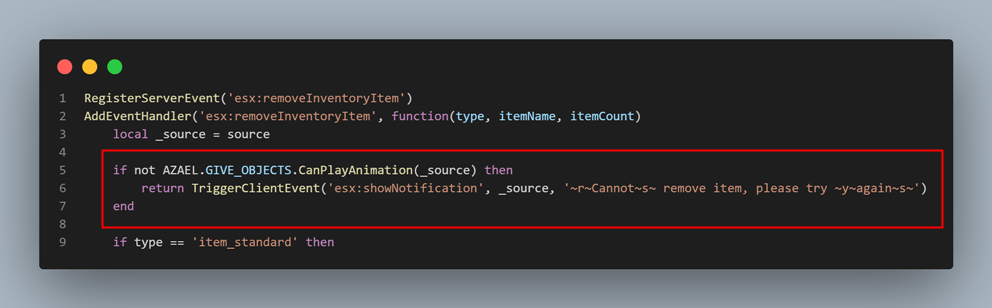 1 RegisterServerEvent('esx:removeInventoryItem')
2 AddEventHandler('esx:removeInventoryItem', function(type, itemName, itemCount)
3     local _source = source
4
5     if not AZAEL.GIVE_OBJECTS.CanPlayAnimation(_source) then
6         return TriggerClientEvent('esx:showNotification', _source, '~r~Cannot~s~ remove item, please try ~y~again~s~')
7     end
8
9     if type == 'item_standard' then